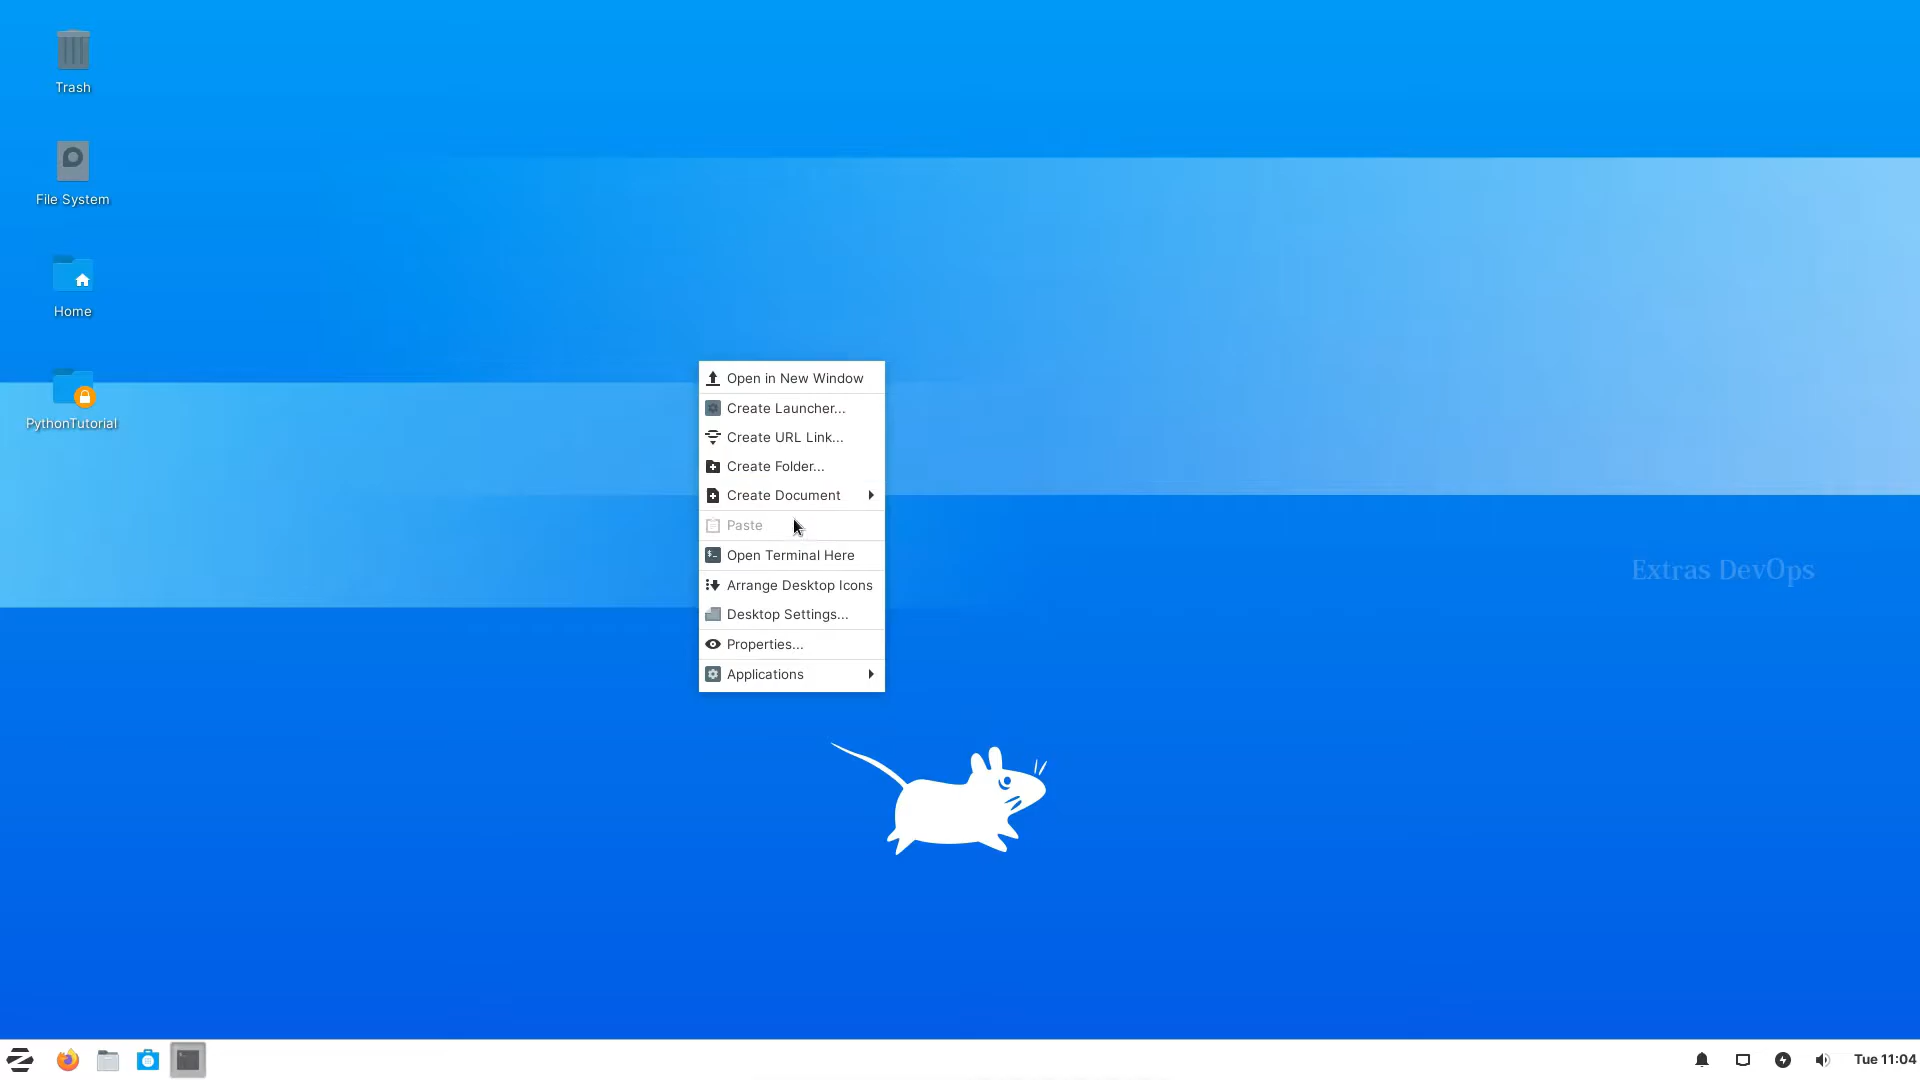 Trash
File System
Home
PythonTutorial
Open in New Window
Create Launcher...
Create URL Link...
Create Folder...
Create Document
Paste
Open Terminal Here
Arrange Desktop Icons
Desktop Settings...
Properties...
Applications
Extras DevOps
Tue 11:04